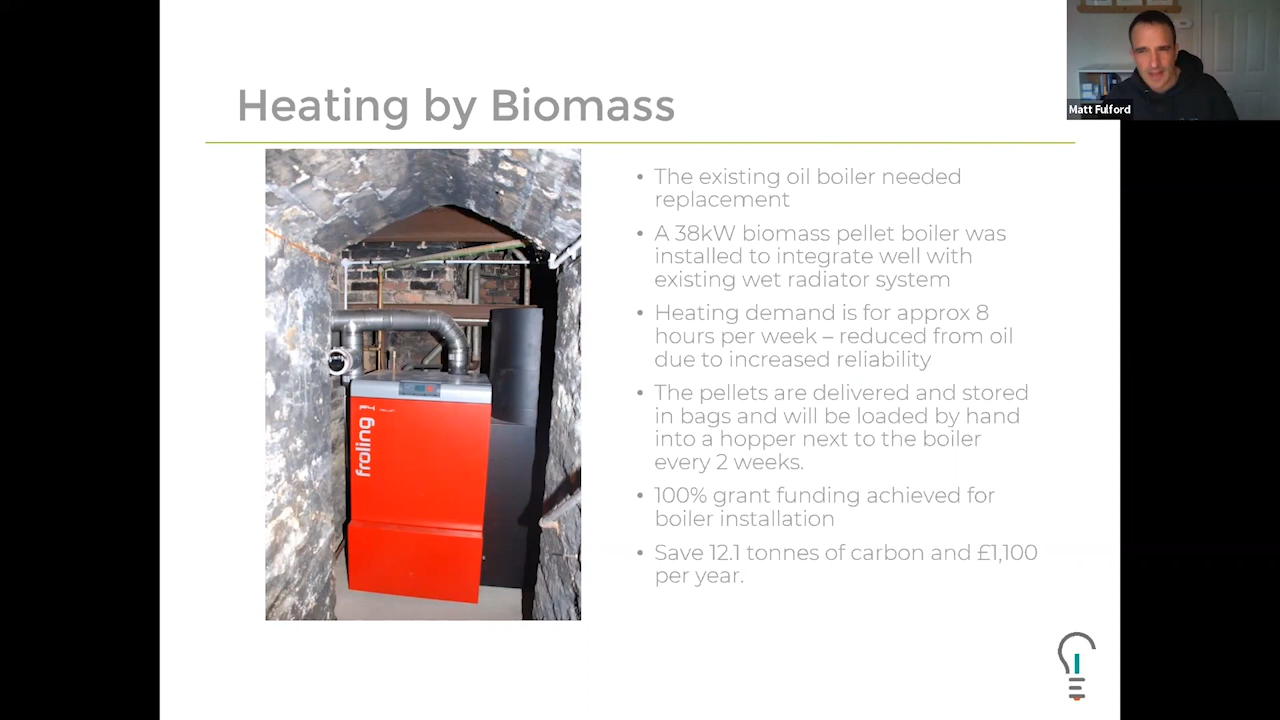 Heating by Biomass
Matt Fulford
• The existing oil boiler needed
replacement
• A 38kW biomass pellet boiler was
installed to integrate well with
existing wet radiator system
• Heating demand is for approx 8
hours per week – reduced from oil
due to increased reliability
• The pellets are delivered and stored
in bags and will be loaded by hand
into a hopper next to the boiler
every 2 weeks.
• 100% grant funding achieved for
boiler installation
• Save 12.1 tonnes of carbon and £1,100
per year.
froling